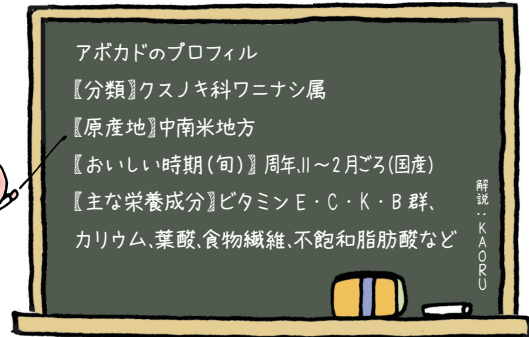 アボカドのプロフィル
〖分類〗クスノキ科ワニナシ属
〖原産地〗中南米地方
〖おいしい時期(旬)〗周年、11〜2月ごろ(国産)
〖主な栄養成分〗ビタミンE・C・K・B群、
カリウム、葉酸、食物繊維、不飽和脂肪酸など
解説:KAORU